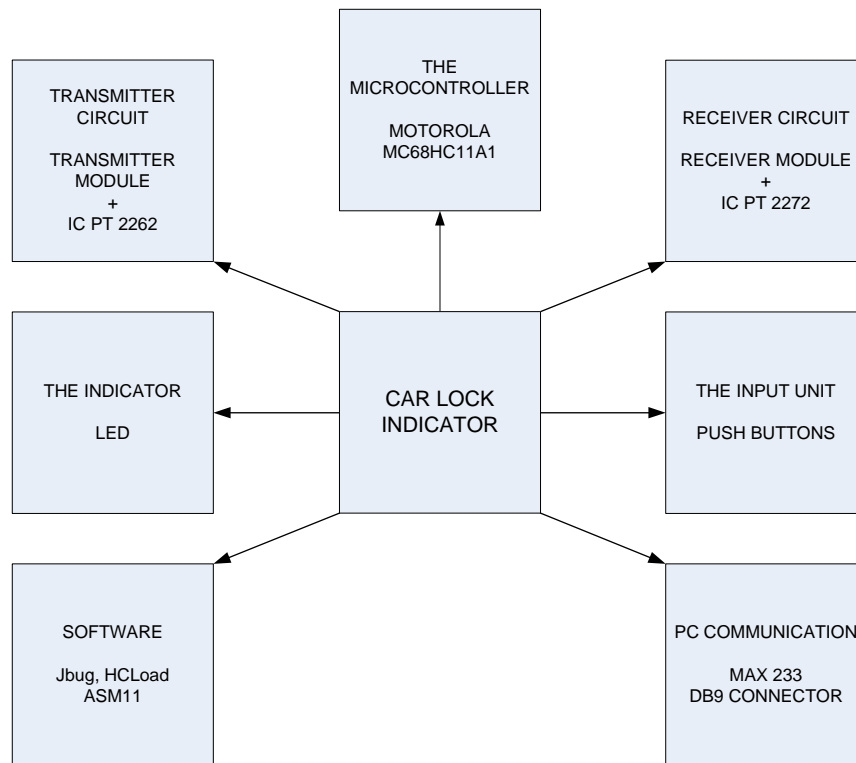 TRANSMITTER
CIRCUIT
TRANSMITTER
MODULE
+
IC PT 2262
THE
MICROCONTROLLER
MOTOROLA
MC68HC11A1
RECEIVER CIRCUIT
RECEIVER MODULE
+
IC PT 2272
THE INDICATOR
LED
CAR LOCK
INDICATOR
THE INPUT UNIT
PUSH BUTTONS
SOFTWARE
Jbug, HCLoad
ASM11
PC COMMUNICATION
MAX 233
DB9 CONNECTOR